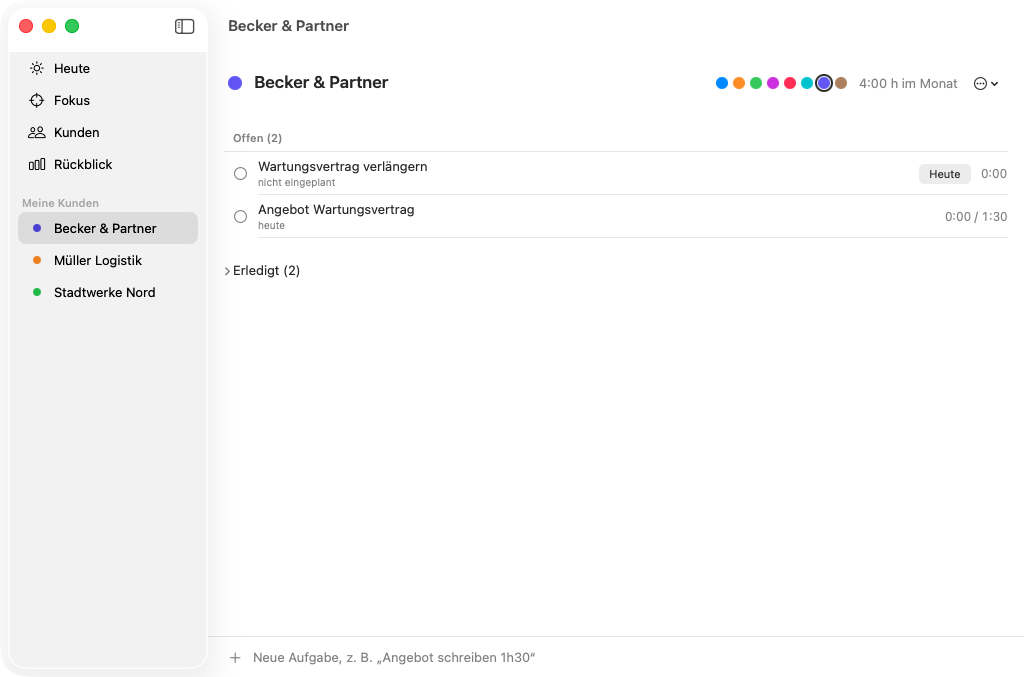 Becker & Partner
Heute
Fokus
Kunden
Rückblick
Meine Kunden
Becker & Partner
Müller Logistik
Stadtwerke Nord
Becker & Partner
4:00 h im Monat
Offen (2)
Wartungsvertrag verlängern
nicht eingeplant
Heute 0:00
Angebot Wartungsvertrag
heute
0:00 / 1:30
Erledigt (2)
Neue Aufgabe, z. B. „Angebot schreiben 1h30“